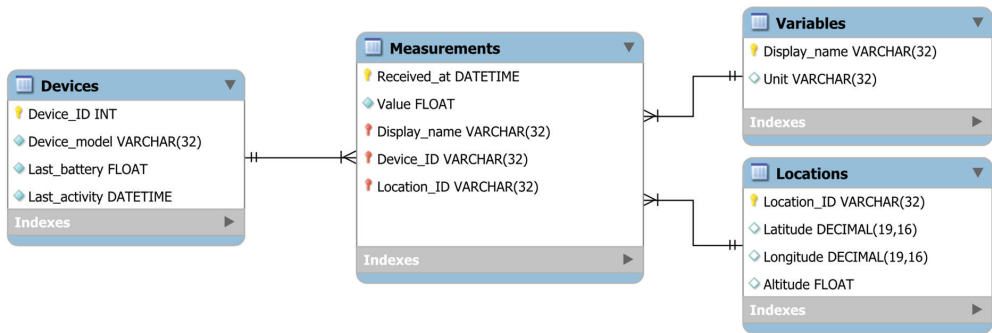 Devices
Device_ID INT
Device_model VARCHAR(32)
Last_battery FLOAT
Last_activity DATETIME
Indexes
Measurements
Received_at DATETIME
Value FLOAT
Display_name VARCHAR(32)
Device_ID VARCHAR(32)
Location_ID VARCHAR(32)
Indexes
Variables
Display_name VARCHAR(32)
Unit VARCHAR(32)
Indexes
Locations
Location_ID VARCHAR(32)
Latitude DECIMAL(19,16)
Longitude DECIMAL(19,16)
Altitude FLOAT
Indexes